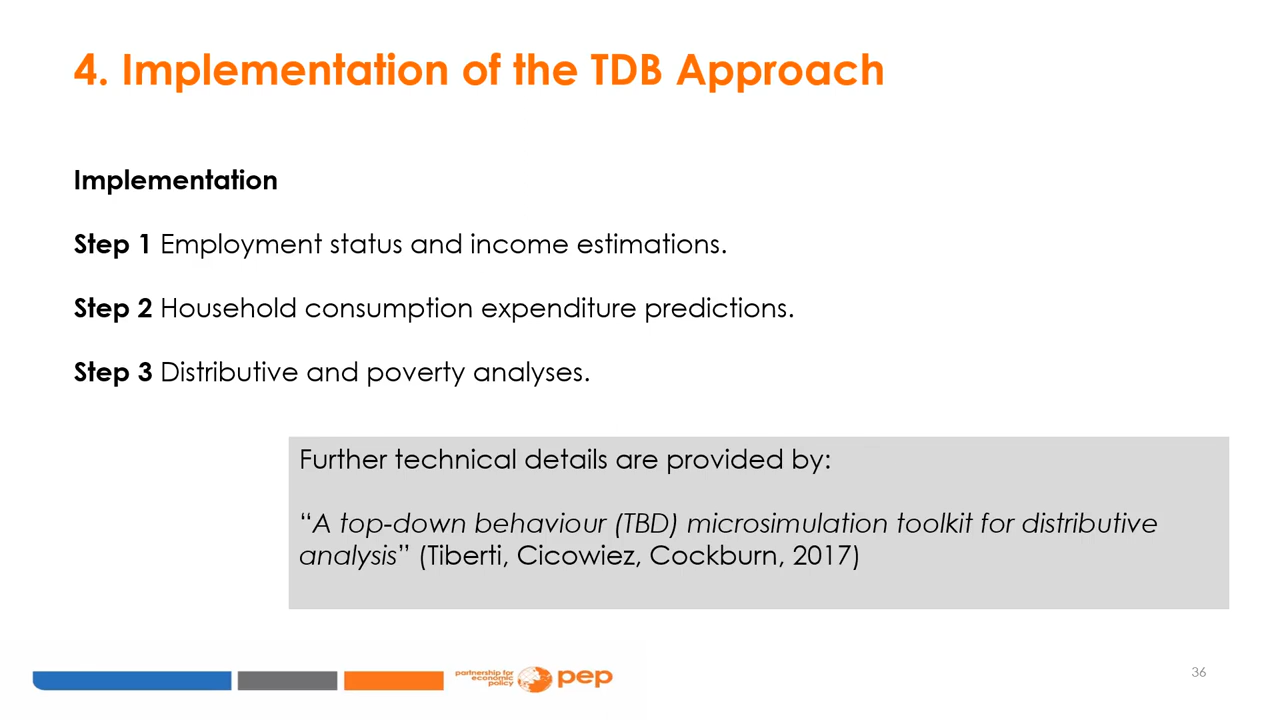 4. Implementation of the TDB Approach
Implementation
Step 1 Employment status and income estimations.
Step 2 Household consumption expenditure predictions.
Step 3 Distributive and poverty analyses.
Further technical details are provided by:
“A top-down behaviour (TBD) microsimulation toolkit for distributive
analysis” (Tiberti, Cicowiez, Cockburn, 2017)
partnership for
economic
policy
pep
36